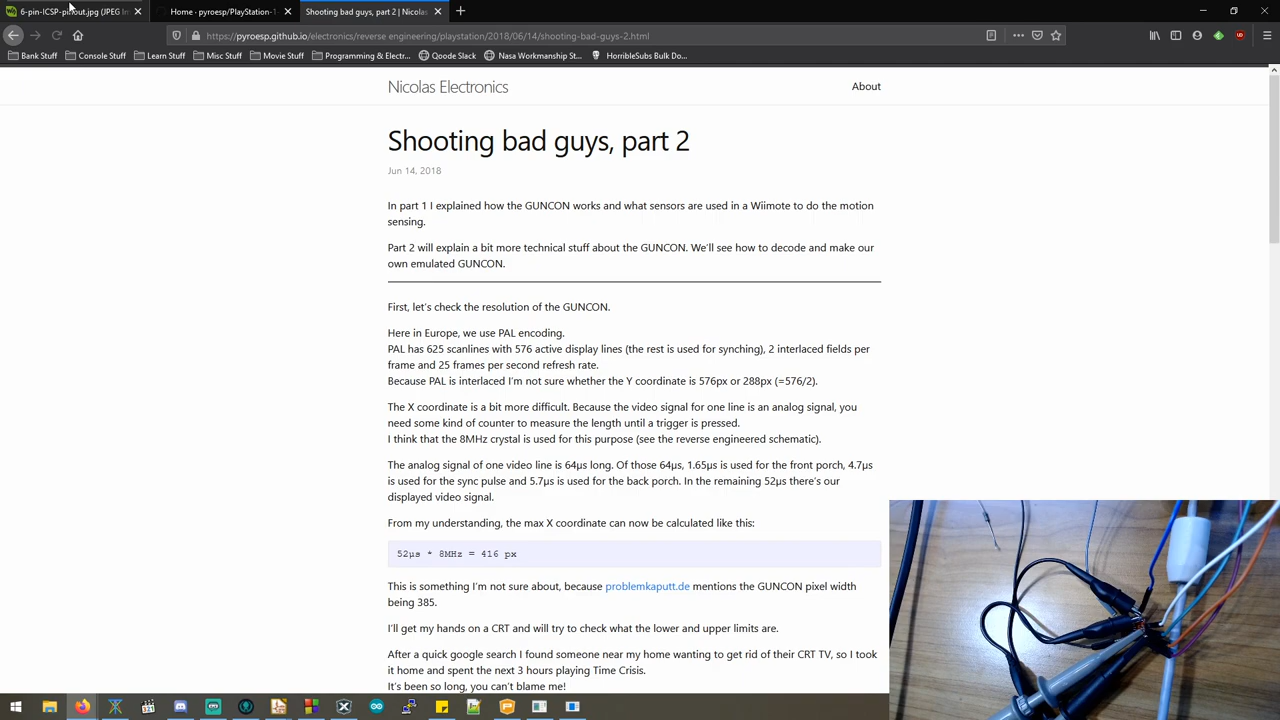 6-pin-ICSP-pinout.jpg (JPEG Im
Home · pyroesp/PlayStation-1-
Shooting bad guys, part 2 | Nicolas
https://pyroesp.github.io/electronics/reverse engineering/playstation/2018/06/14/shooting-bad-guys-2.html
Bank Stuff
Console Stuff
Learn Stuff
Misc Stuff
Movie Stuff
Programming & Electr...
Qoode Slack
Nasa Workmanship St...
HorribleSubs Bulk Do...
Nicolas Electronics
About
Shooting bad guys, part 2
Jun 14, 2018
In part 1 I explained how the GUNCON works and what sensors are used in a Wiimote to do the motion
sensing.
Part 2 will explain a bit more technical stuff about the GUNCON. We'll see how to decode and make our
own emulated GUNCON.
First, let's check the resolution of the GUNCON.
Here in Europe, we use PAL encoding.
PAL has 625 scanlines with 576 active display lines (the rest is used for synching), 2 interlaced fields per
frame and 25 frames per second refresh rate.
Because PAL is interlaced I'm not sure whether the Y coordinate is 576px or 288px (=576/2).
The X coordinate is a bit more difficult. Because the video signal for one line is an analog signal, you
need some kind of counter to measure the length until a trigger is pressed.
I think that the 8MHz crystal is used for this purpose (see the reverse engineered schematic).
The analog signal of one video line is 64µs long. Of those 64µs, 1.65µs is used for the front porch, 4.7µs
is used for the sync pulse and 5.7µs is used for the back porch. In the remaining 52µs there's our
displayed video signal.
From my understanding, the max X coordinate can now be calculated like this:
52µs * 8MHz = 416 px
This is something I'm not sure about, because problemkaputt.de mentions the GUNCON pixel width
being 385.
I'll get my hands on a CRT and will try to check what the lower and upper limits are.
After a quick google search I found someone near my home wanting to get rid of their CRT TV, so I took
it home and spent the next 3 hours playing Time Crisis.
It's been so long, you can't blame me!